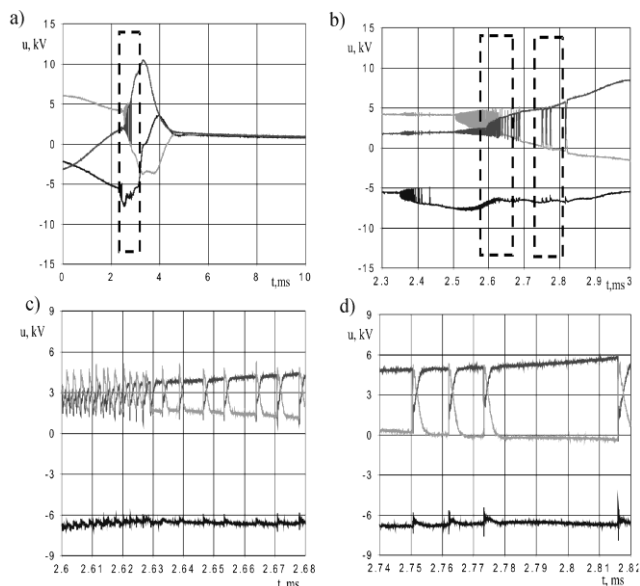 a)
u, kV
15
10
5
0
-5
-10
-15
0 2 4 6 8 10
t,ms
b)
u, kV
15
10
5
0
-5
-10
-15
2.3 2.4 2.5 2.6 2.7 2.8 2.9 3
t,ms
c)
u, kV
9
6
3
0
-3
-6
-9
2.6 2.61 2.62 2.63 2.64 2.65 2.66 2.67 2.68
t, ms
d)
u, kV
9
6
3
0
-3
-6
-9
2.74 2.75 2.76 2.77 2.78 2.79 2.8 2.81 2.82
t, ms